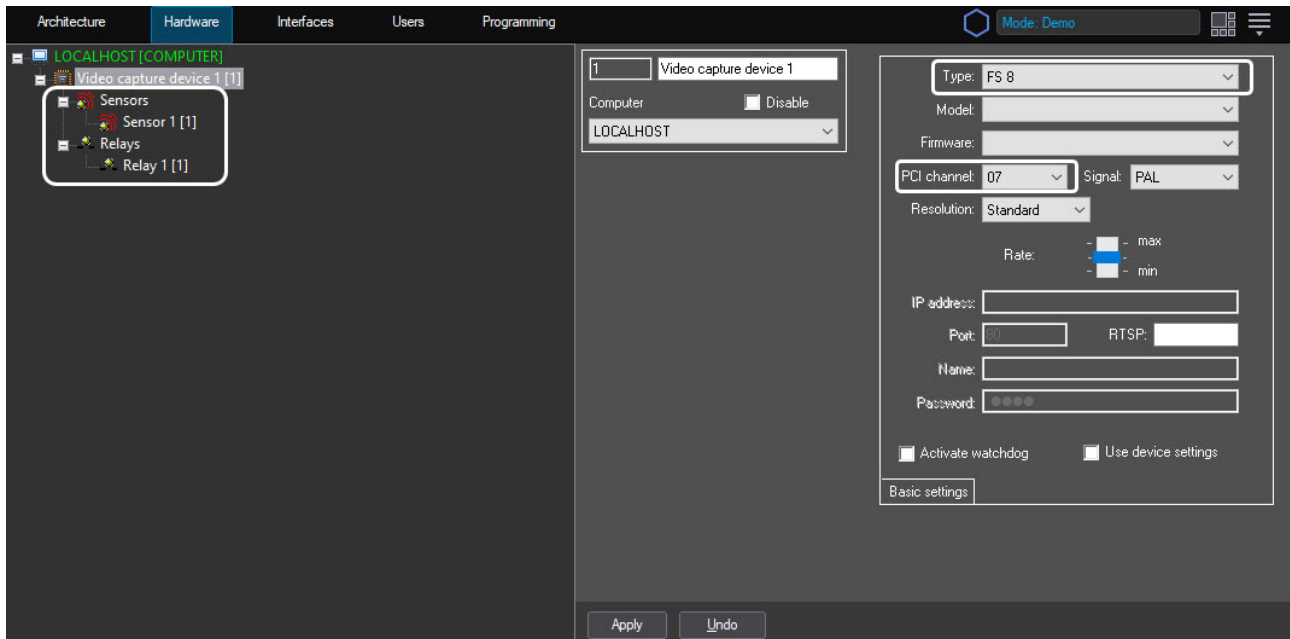 Architecture Hardware Interfaces Users Programming Mode: Demo
LOCALHOST [COMPUTER]
Video capture device 1 [1]
Sensors
Sensor 1 [1]
Relays
Relay 1 [1]
1 Video capture device 1
Computer Disable
LOCALHOST
Type: FS 8
Model:
Firmware:
PCI channel: 07 Signal: PAL
Resolution: Standard
Rate: max
min
IP address:
Port: 80 RTSP:
Name:
Password:
Activate watchdog Use device settings
Basic settings
Apply Undo